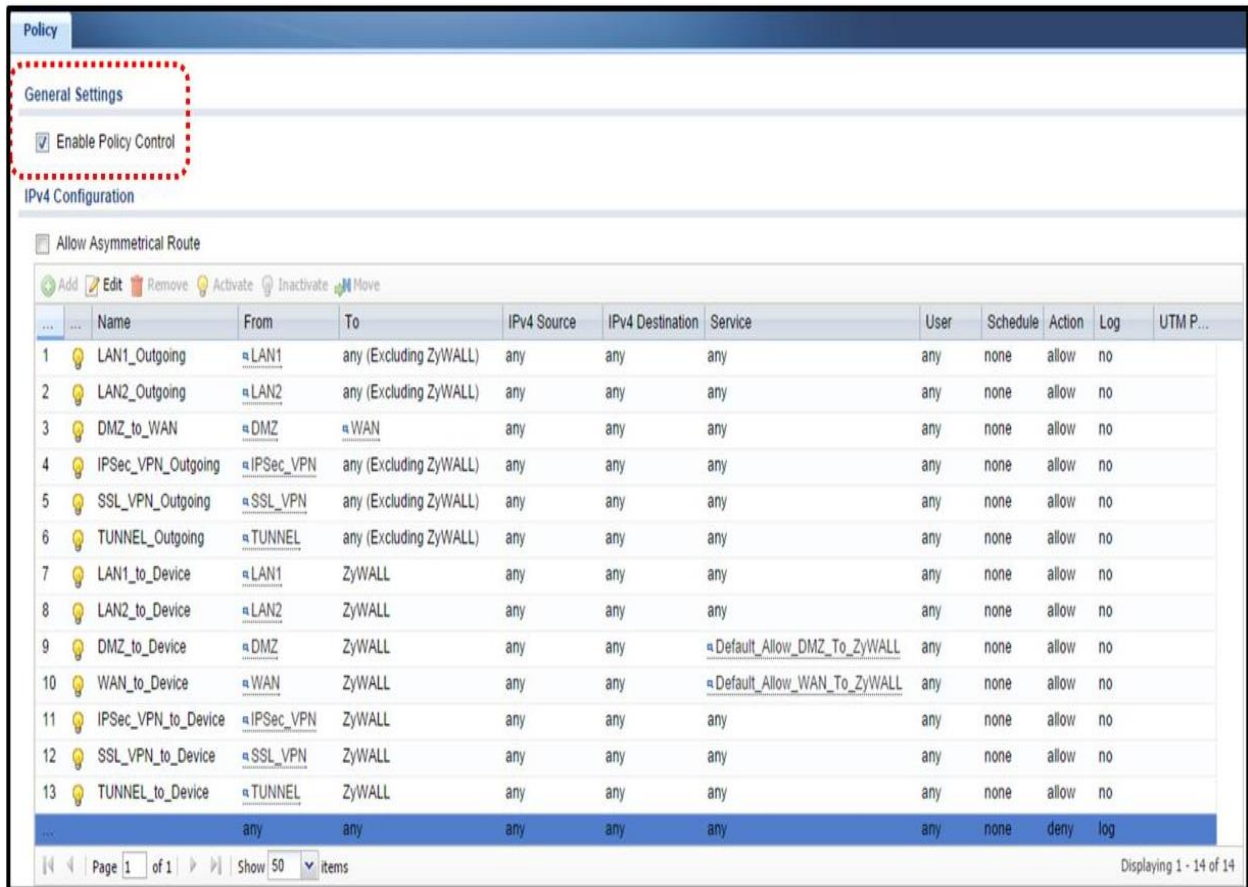 Policy
General Settings
Enable Policy Control
IPv4 Configuration
Allow Asymmetrical Route
Add Edit Remove Activate Inactivate Move
... ... Name From To IPv4 Source IPv4 Destination Service User Schedule Action Log UTM P...
1 LAN1_Outgoing LAN1 any (Excluding ZyWALL) any any any any none allow no
2 LAN2_Outgoing LAN2 any (Excluding ZyWALL) any any any any none allow no
3 DMZ_to_WAN DMZ WAN any any any any none allow no
4 IPSec_VPN_Outgoing IPSec_VPN any (Excluding ZyWALL) any any any any none allow no
5 SSL_VPN_Outgoing SSL_VPN any (Excluding ZyWALL) any any any any none allow no
6 TUNNEL_Outgoing TUNNEL any (Excluding ZyWALL) any any any any none allow no
7 LAN1_to_Device LAN1 ZyWALL any any any any none allow no
8 LAN2_to_Device LAN2 ZyWALL any any any any none allow no
9 DMZ_to_Device DMZ ZyWALL any any Default_Allow_DMZ_To_ZyWALL any none allow no
10 WAN_to_Device WAN ZyWALL any any Default_Allow_WAN_To_ZyWALL any none allow no
11 IPSec_VPN_to_Device IPSec_VPN ZyWALL any any any any none allow no
12 SSL_VPN_to_Device SSL_VPN ZyWALL any any any any none allow no
13 TUNNEL_to_Device TUNNEL ZyWALL any any any any none allow no
... any any any any any any none deny log
Page 1 of 1 Show 50 items Displaying 1 - 14 of 14